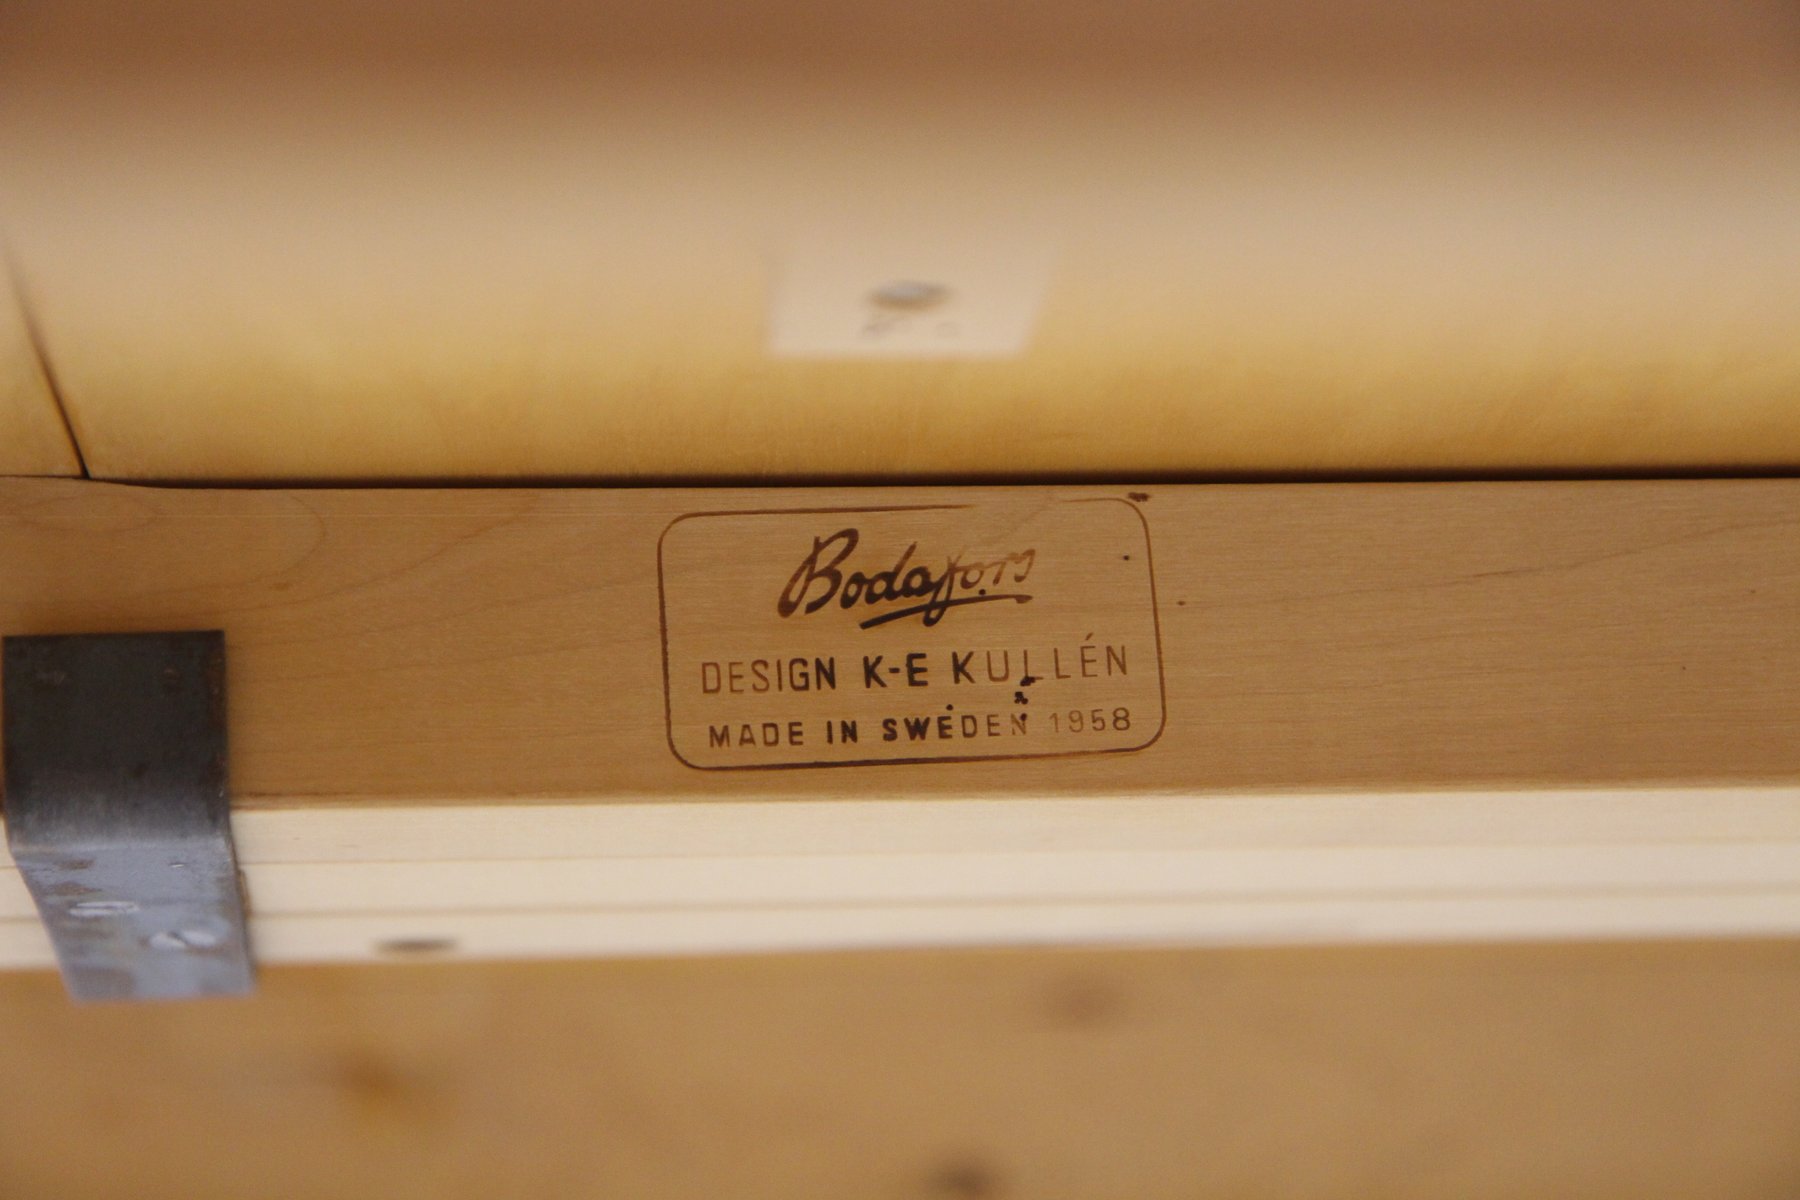 Bodafors
DESIGN K-E KULLÉN
MADE IN SWEDEN 1958